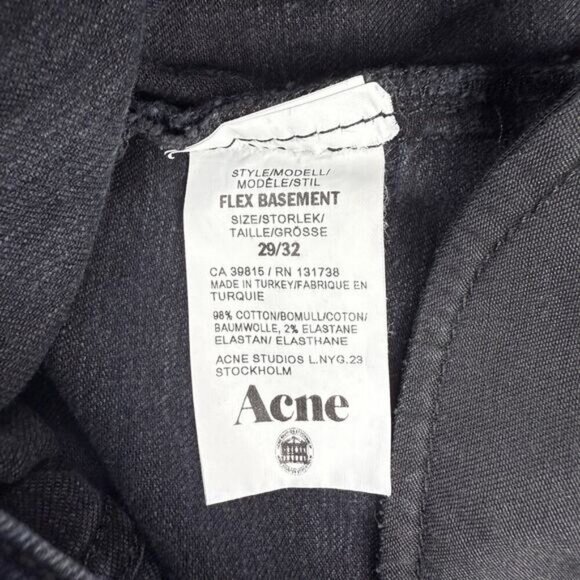 STYLE/MODELL/
MODÈLE/STIL
FLEX BASEMENT
SIZE/STORLEK/
TAILLE/GRÖSSE
29/32
CA 39815 / RN 131738
MADE IN TURKEY/FABRIQUE EN
TURQUIE
98% COTTON/BOMULL/COTON/
BAUMWOLLE, 2% ELASTANE
ELASTAN/ ELASTHANE
ACNE STUDIOS L.NYG.23
STOCKHOLM
Acne